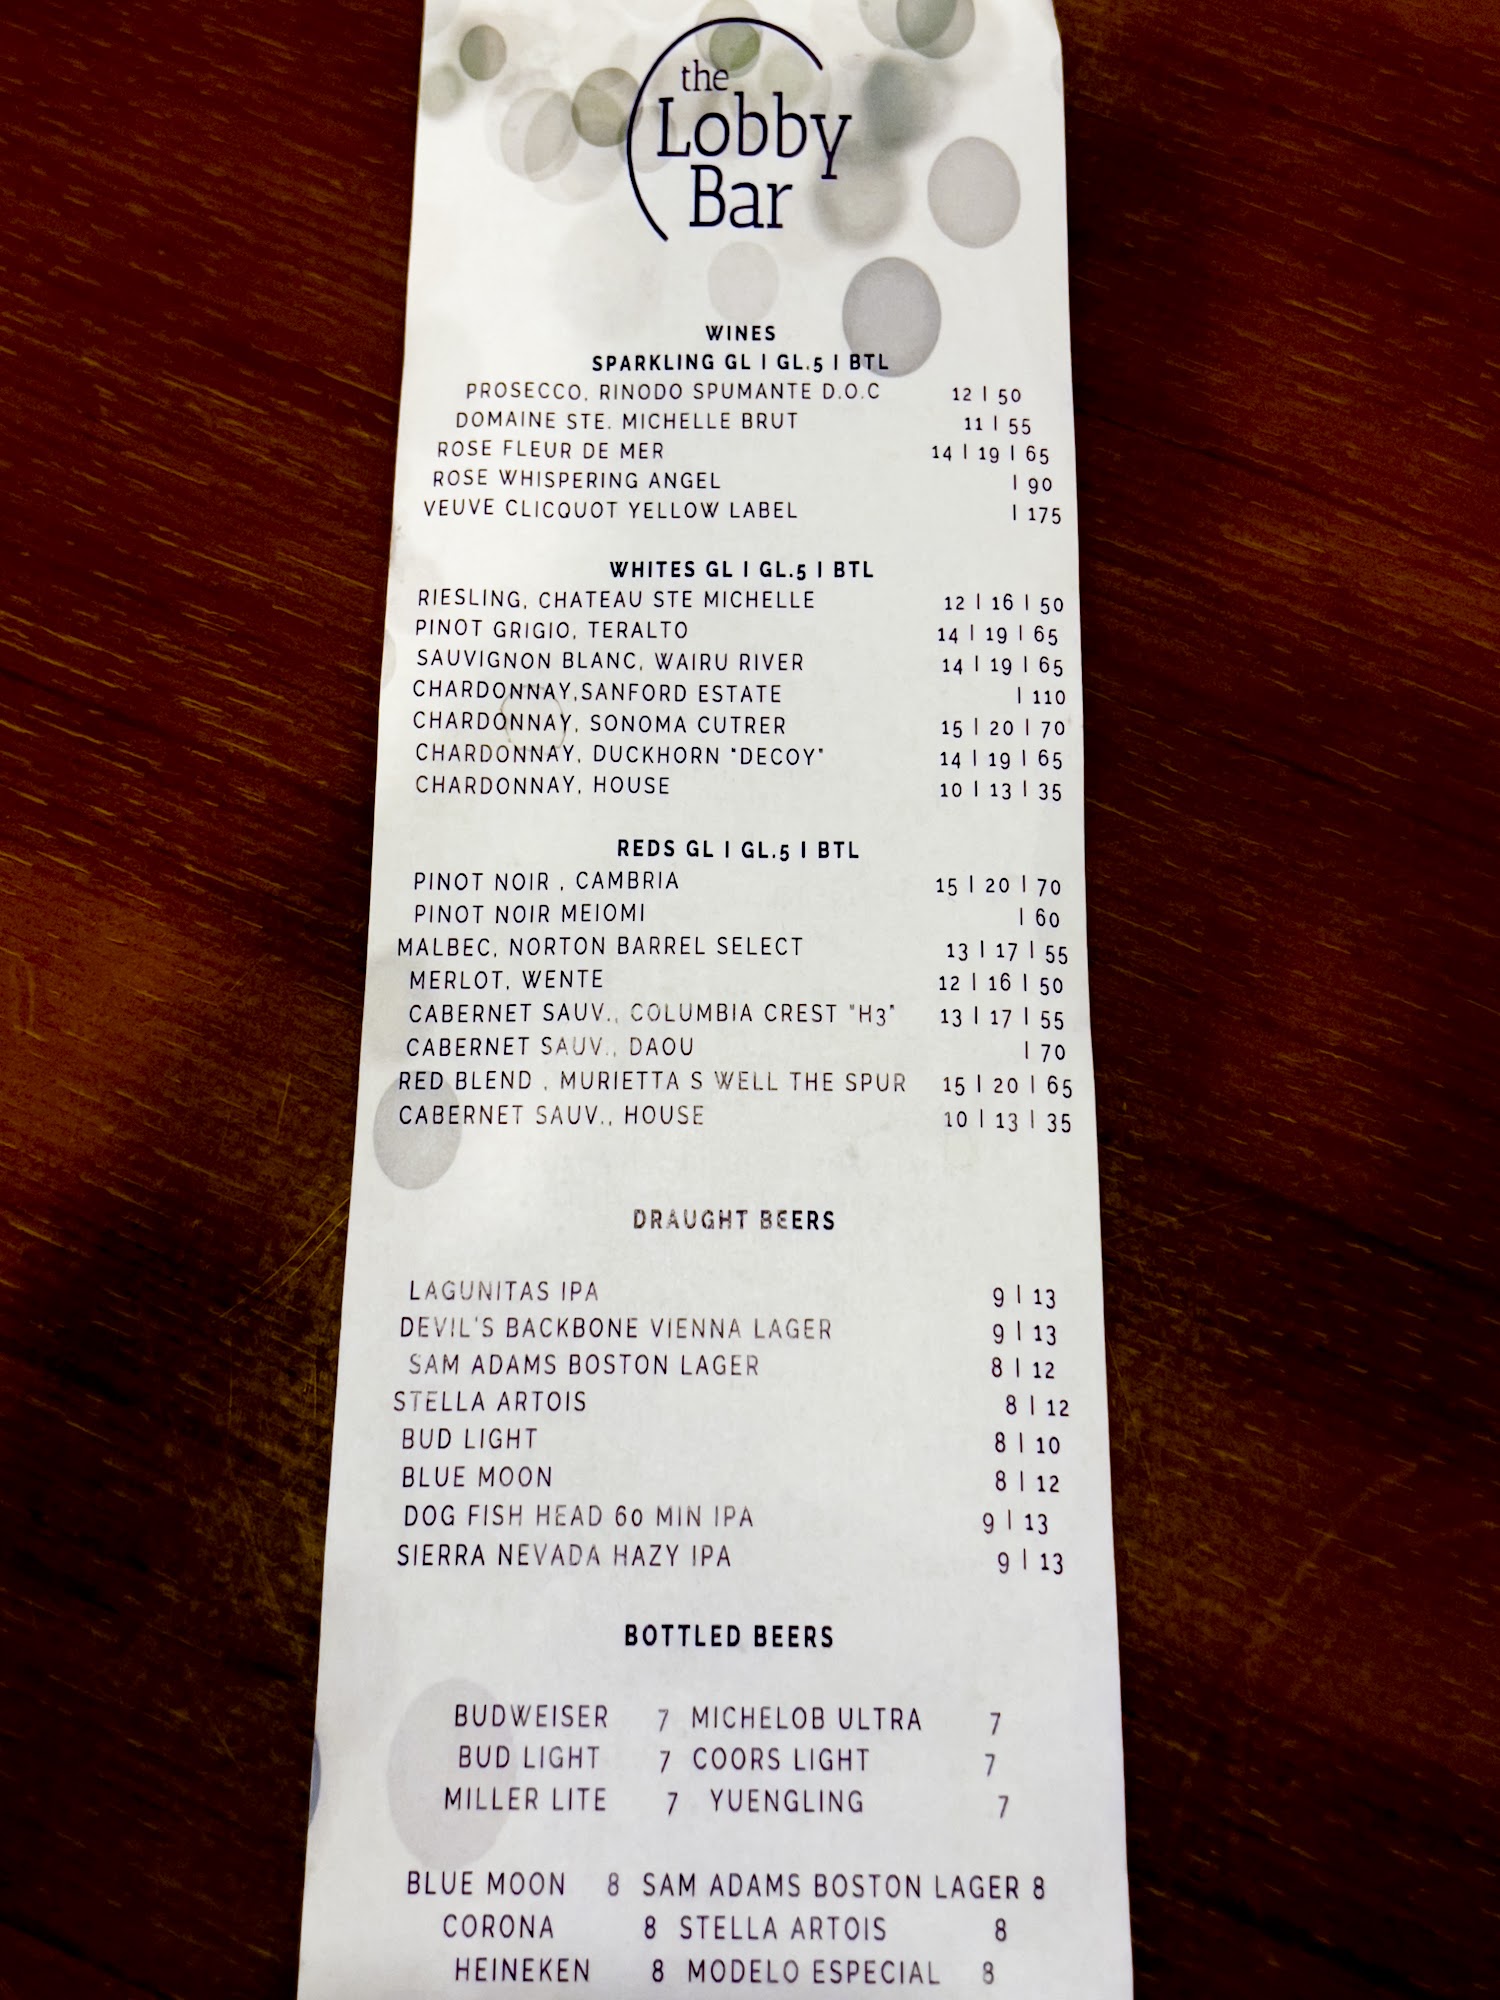 the
Lobby
Bar
WINES
SPARKLING GL | GL.5 | BTL
PROSECCO, RINODO SPUMANTE D.O.C 12 | 50
DOMAINE STE. MICHELLE BRUT 11 | 55
ROSE FLEUR DE MER 14 | 19 | 65
ROSE WHISPERING ANGEL | 90
VEUVE CLICQUOT YELLOW LABEL | 175
WHITES GL | GL.5 | BTL
RIESLING, CHATEAU STE MICHELLE 12 | 16 | 50
PINOT GRIGIO, TERALTO 14 | 19 | 65
SAUVIGNON BLANC, WAIRU RIVER 14 | 19 | 65
CHARDONNAY,SANFORD ESTATE | 110
CHARDONNAY, SONOMA CUTRER 15 | 20 | 70
CHARDONNAY, DUCKHORN "DECOY" 14 | 19 | 65
CHARDONNAY, HOUSE 10 | 13 | 35
REDS GL | GL.5 | BTL
PINOT NOIR , CAMBRIA 15 | 20 | 70
PINOT NOIR MEIOMI | 60
MALBEC, NORTON BARREL SELECT 13 | 17 | 55
MERLOT, WENTE 12 | 16 | 50
CABERNET SAUV., COLUMBIA CREST "H3" 13 | 17 | 55
CABERNET SAUV., DAOU | 70
RED BLEND , MURIETTA S WELL THE SPUR 15 | 20 | 65
CABERNET SAUV., HOUSE 10 | 13 | 35
DRAUGHT BEERS
LAGUNITAS IPA 9 | 13
DEVIL'S BACKBONE VIENNA LAGER 9 | 13
SAM ADAMS BOSTON LAGER 8 | 12
STELLA ARTOIS 8 | 12
BUD LIGHT 8 | 10
BLUE MOON 8 | 12
DOG FISH HEAD 60 MIN IPA 9 | 13
SIERRA NEVADA HAZY IPA 9 | 13
BOTTLED BEERS
BUDWEISER 7 MICHELOB ULTRA 7
BUD LIGHT 7 COORS LIGHT 7
MILLER LITE 7 YUENGLING 7
BLUE MOON 8 SAM ADAMS BOSTON LAGER 8
CORONA 8 STELLA ARTOIS 8
HEINEKEN 8 MODELO ESPECIAL 8